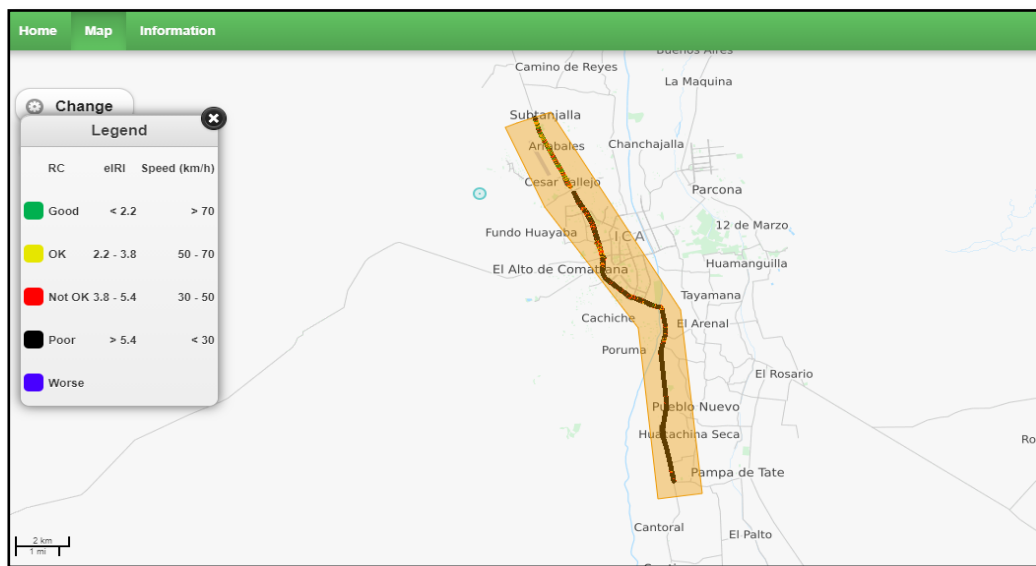 Home Map Information
Buenos Aires
Camino de Reyes
La Maquina
Change
Subtanjalla
Legend
Arrabales
Chanchajalla
RC eIRI Speed (km/h)
Cesar Vallejo
Parcona
Good < 2.2 > 70
12 de Marzo
Fundo Huayaba
ICA
OK 2.2 - 3.8 50 - 70
Huamanguilla
El Alto de Comatrana
Not OK 3.8 - 5.4 30 - 50
Tayamana
Cachiche
El Arenal
Poor > 5.4 < 30
Poruma
El Rosario
Worse
Pueblo Nuevo
Huacachina Seca
Ro
Pampa de Tate
Cantoral
El Palto
2 km
1 mi